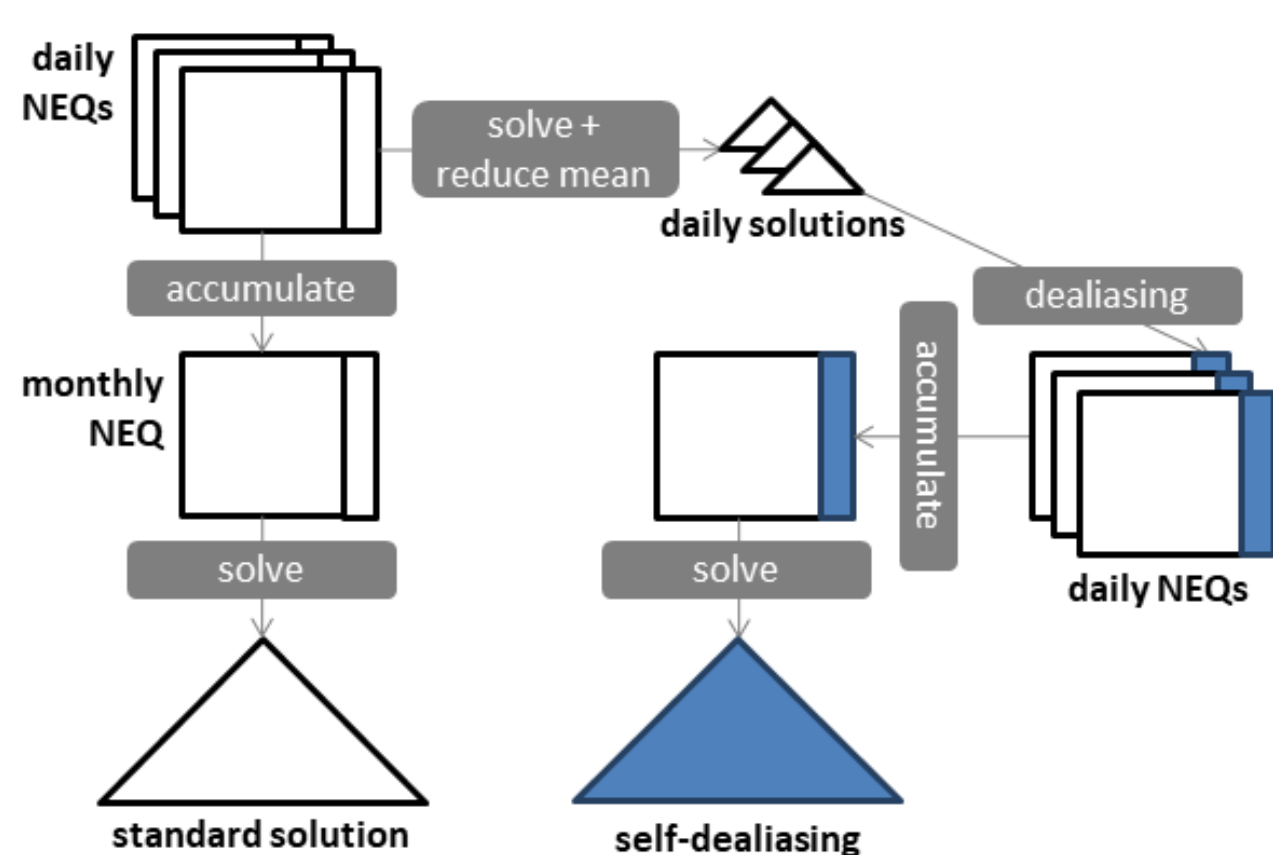 daily
NEQs
solve +
reduce mean
daily solutions
accumulate
dealiasing
monthly
NEQ
accumulate
solve
solve
daily NEQs
standard solution
self-dealiasing